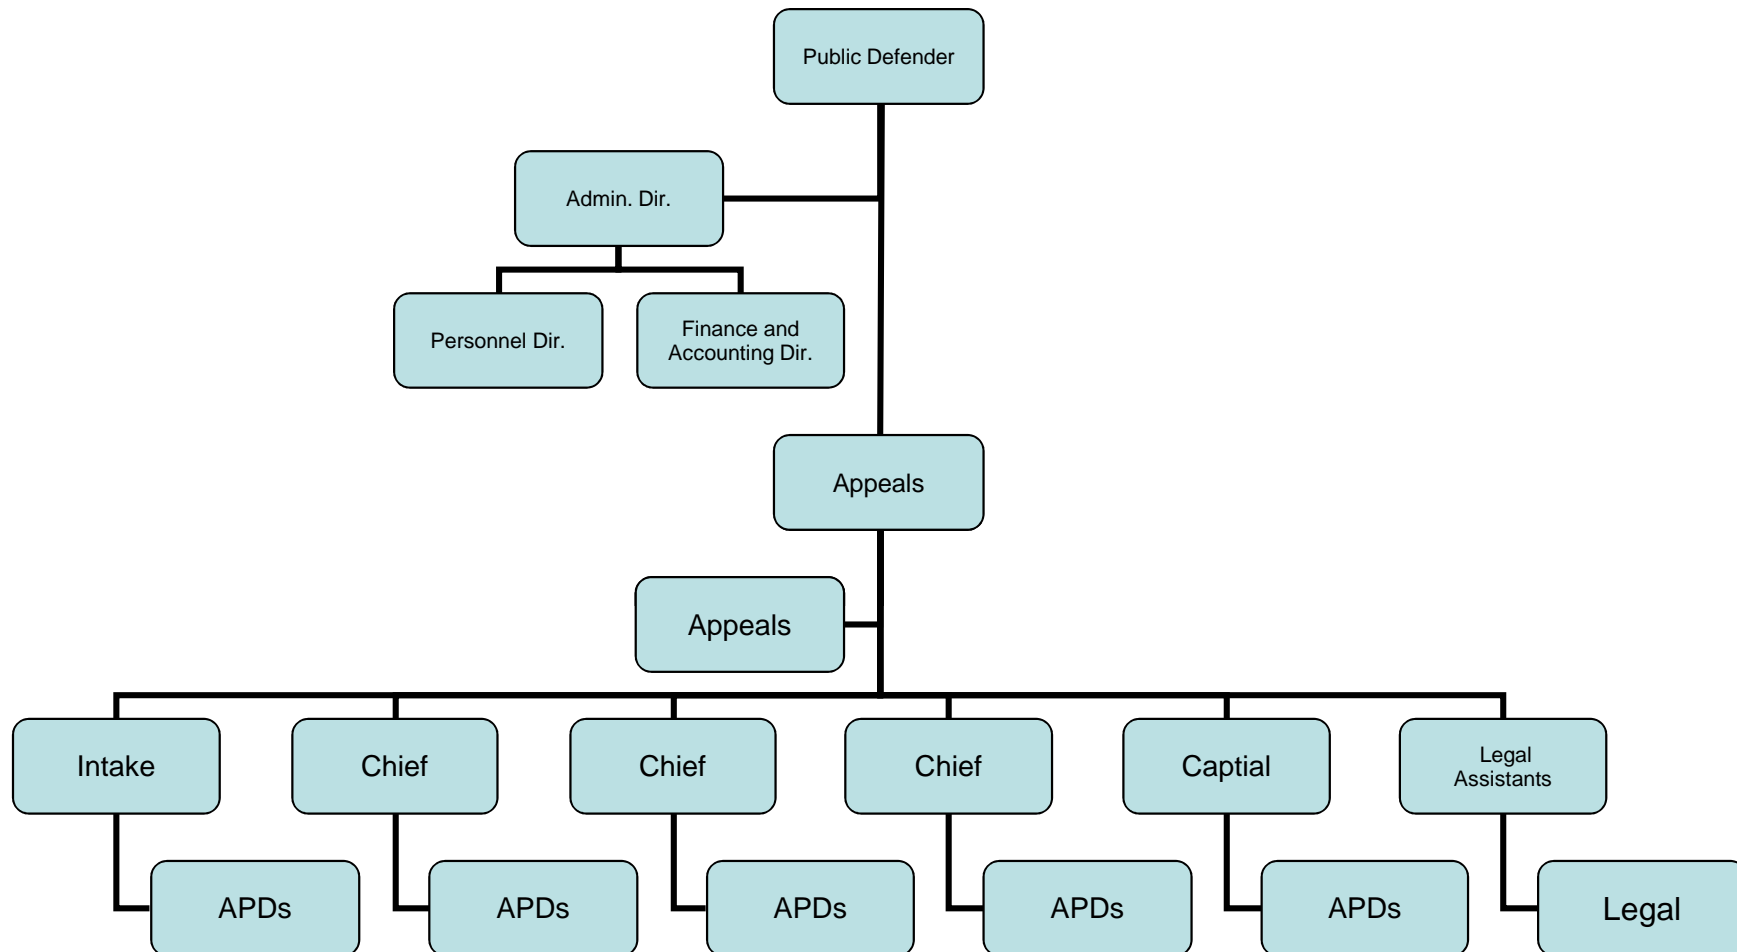 Public Defender
Admin. Dir.
Personnel Dir.
Finance and
Accounting Dir.
Appeals
Appeals
Intake
Chief
Chief
Chief
Captial
Legal
Assistants
APDs
APDs
APDs
APDs
APDs
Legal